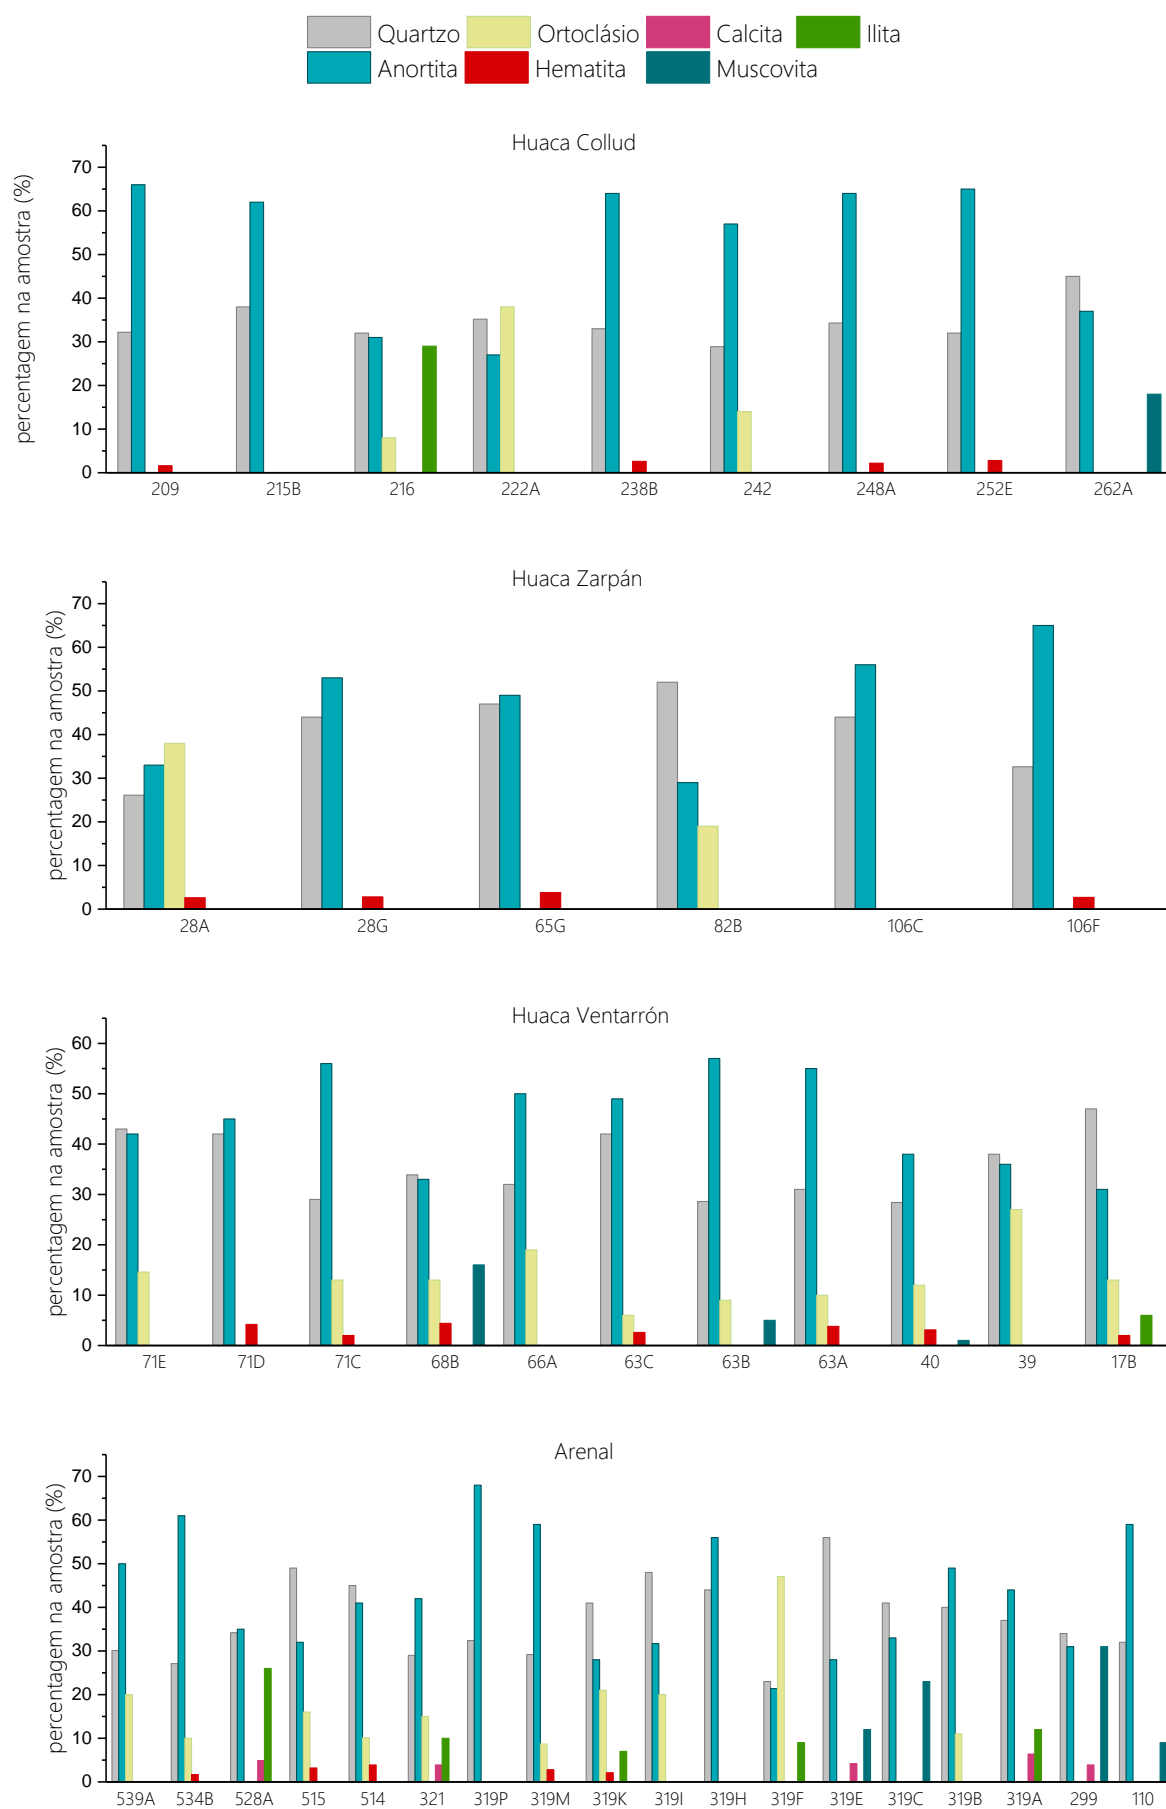 Quartzo Ortoclásio Calcita Ilita
Anortita Hematita Muscovita
Huaca Collud
percentagem na amostra (%)
70
60
50
40
30
20
10
0
209 215B 216 222A 238B 242 248A 252E 262A
Huaca Zarpán
percentagem na amostra (%)
70
60
50
40
30
20
10
0
28A 28G 65G 82B 106C 106F
Huaca Ventarrón
percentagem na amostra (%)
60
50
40
30
20
10
0
71E 71D 71C 68B 66A 63C 63B 63A 40 39 17B
Arenal
percentagem na amostra (%)
70
60
50
40
30
20
10
0
539A 534B 528A 515 514 321 319P 319M 319K 319I 319H 319F 319E 319C 319B 319A 299 110